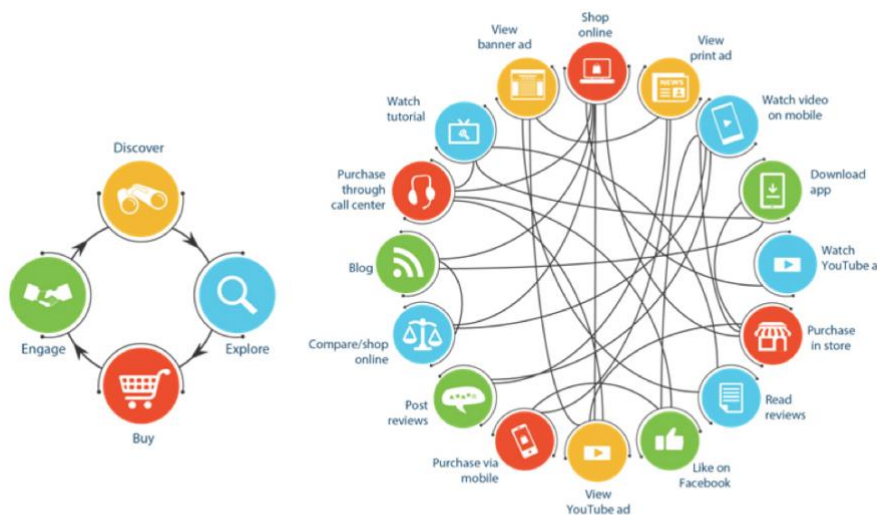 Discover
Engage
Explore
Buy
Shop
online
View
banner ad
View
print ad
NEWS
Watch
tutorial
Watch video
on mobile
Purchase
through
call center
Download
app
Blog
Watch
YouTube a
Compare/shop
online
Purchase
in store
Post
reviews
Read
reviews
Purchase via
mobile
Like on
Facebook
View
YouTube ad